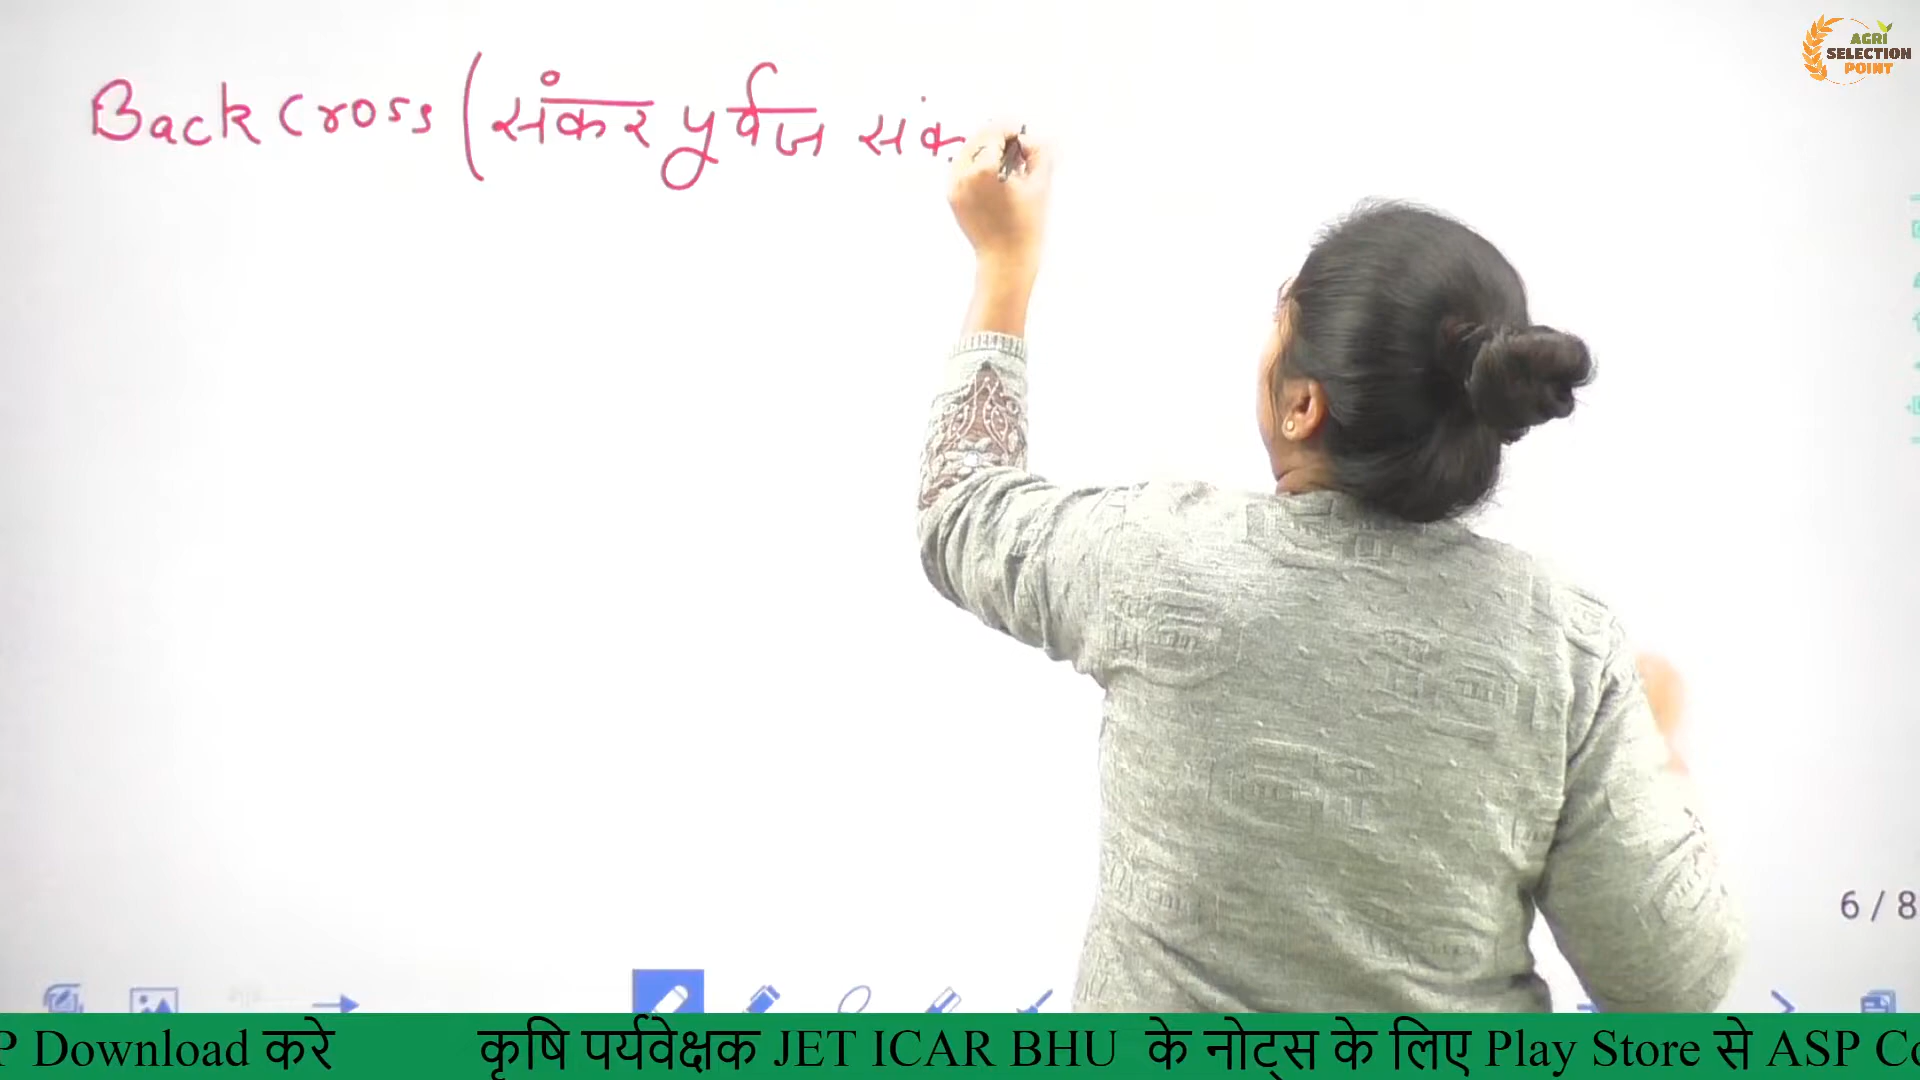 Back Cross (संकर पूर्वज
AGRI
SELECTION
POINT
6 / 8
P Download करे कृषि पर्यवेक्षक JET ICAR BHU के नोट्स के लिए Play Store से ASP Co